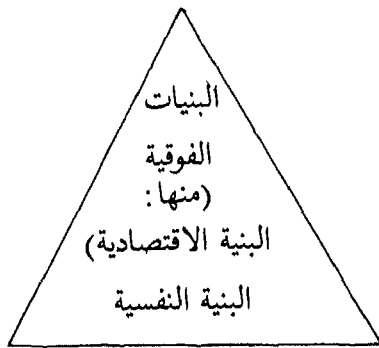 البنيات
الفوقية
(منها:
البنية الاقتصادية)
البنية النفسية